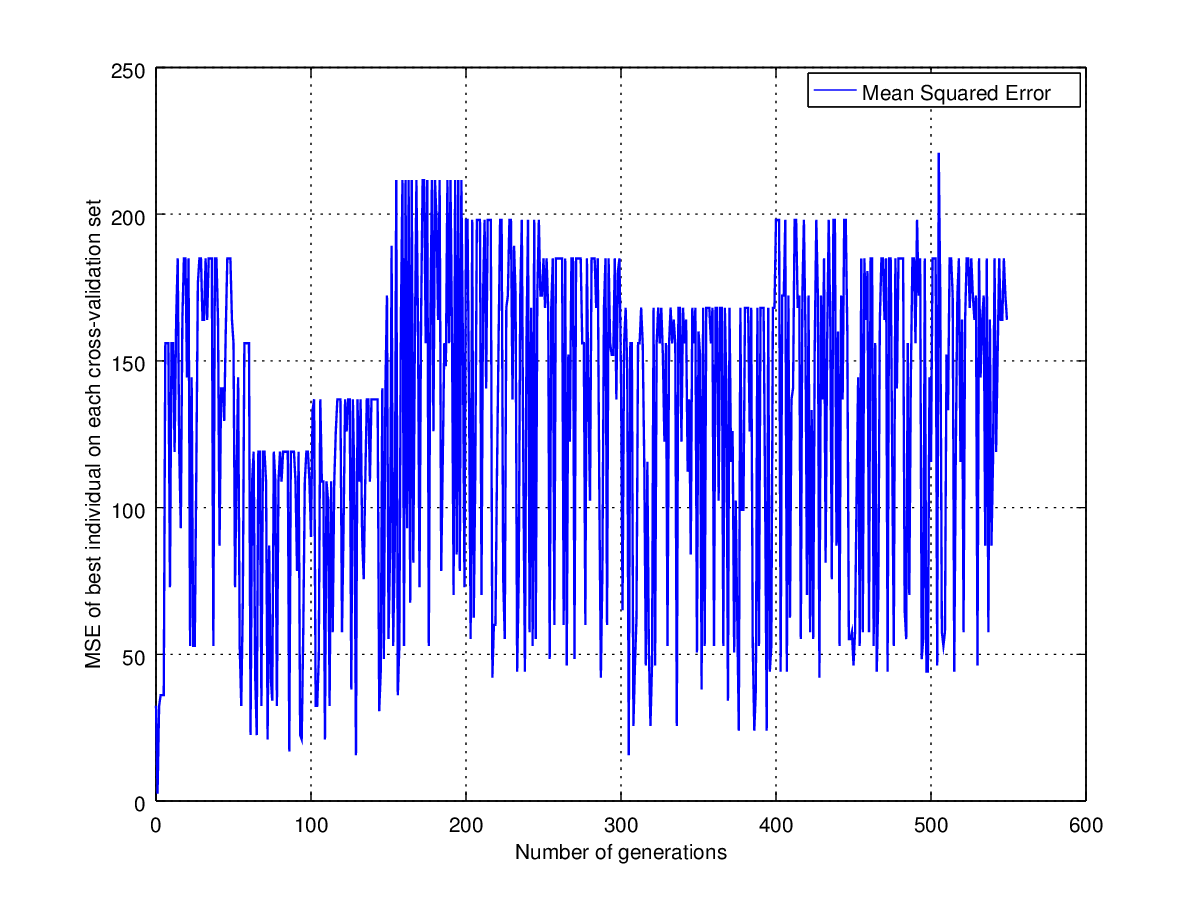 250
200
150
100
50
0
0 100 200 300 400 500 600
Number of generations
MSE of best individual on each cross-validation set
Mean Squared Error